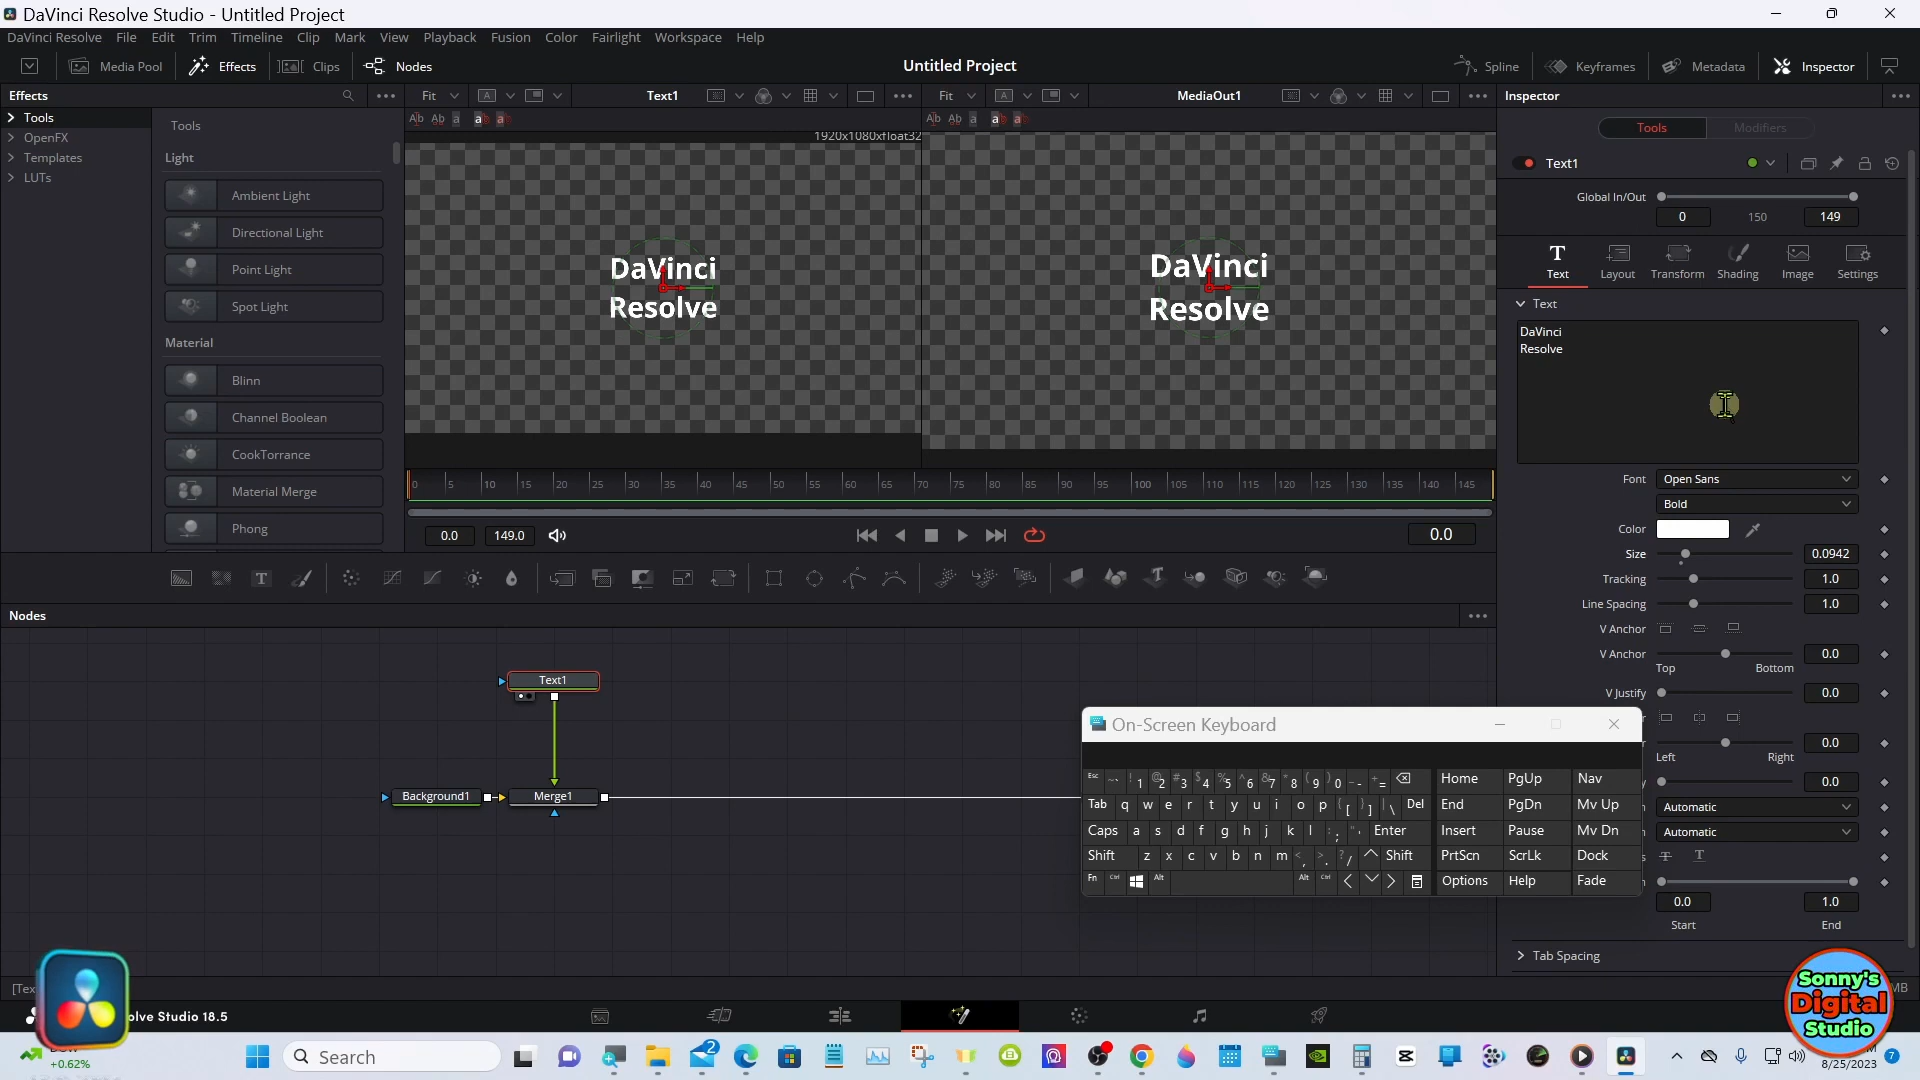 DaVinci Resolve Studio - Untitled Project
DaVinci Resolve File Edit Trim Timeline Clip Mark View Playback Fusion Color Fairlight Workspace Help
Media Pool Effects Clips Nodes Untitled Project Spline Keyframes Metadata Inspector
Effects Fit Text1 Fit MediaOut1 Inspector
Tools
OpenFX
Templates
LUTs
Tools
Light
Ambient Light
Directional Light
Point Light
Spot Light
Material
Blinn
Channel Boolean
CookTorrance
Material Merge
Phong
1920x1080xfloat32
DaVinci
Resolve
DaVinci
Resolve
0 5 10 15 20 25 30 35 40 45 50 55 60 65 70 75 80 85 90 95 100 105 110 115 120 125 130 135 140 145
0.0 149.0 0.0
Tools Modifiers
Text1
Global In/Out
0 150 149
Text Layout Transform Shading Image Settings
Text
DaVinci
Resolve
Font Open Sans
Bold
Color
Size 0.0942
Tracking 1.0
Line Spacing 1.0
V Anchor
V Anchor 0.0
Top Bottom
V Justify 0.0
0.0
Left Right
0.0
Automatic
Automatic
0.0 1.0
Start End
Tab Spacing
Nodes
Text1
Background1 Merge1
On-Screen Keyboard
Esc ~ ` ! 1 @ 2 # 3 $ 4 % 5 ^ 6 & 7 * 8 ( 9 ) 0 _ - + = Home PgUp Nav
Tab q w e r t y u i o p { [ } ] | \ Del End PgDn Mv Up
Caps a s d f g h j k l : ; " ' Enter Insert Pause Mv Dn
Shift z x c v b n m < , > . ? / Shift PrtScn ScrLk Dock
Fn Ctrl Alt Alt Ctrl Options Help Fade
[Tex
MB
olve Studio 18.5
Sonny's
Digital
Studio
+0.62%
Search
2
8/25/2023
7